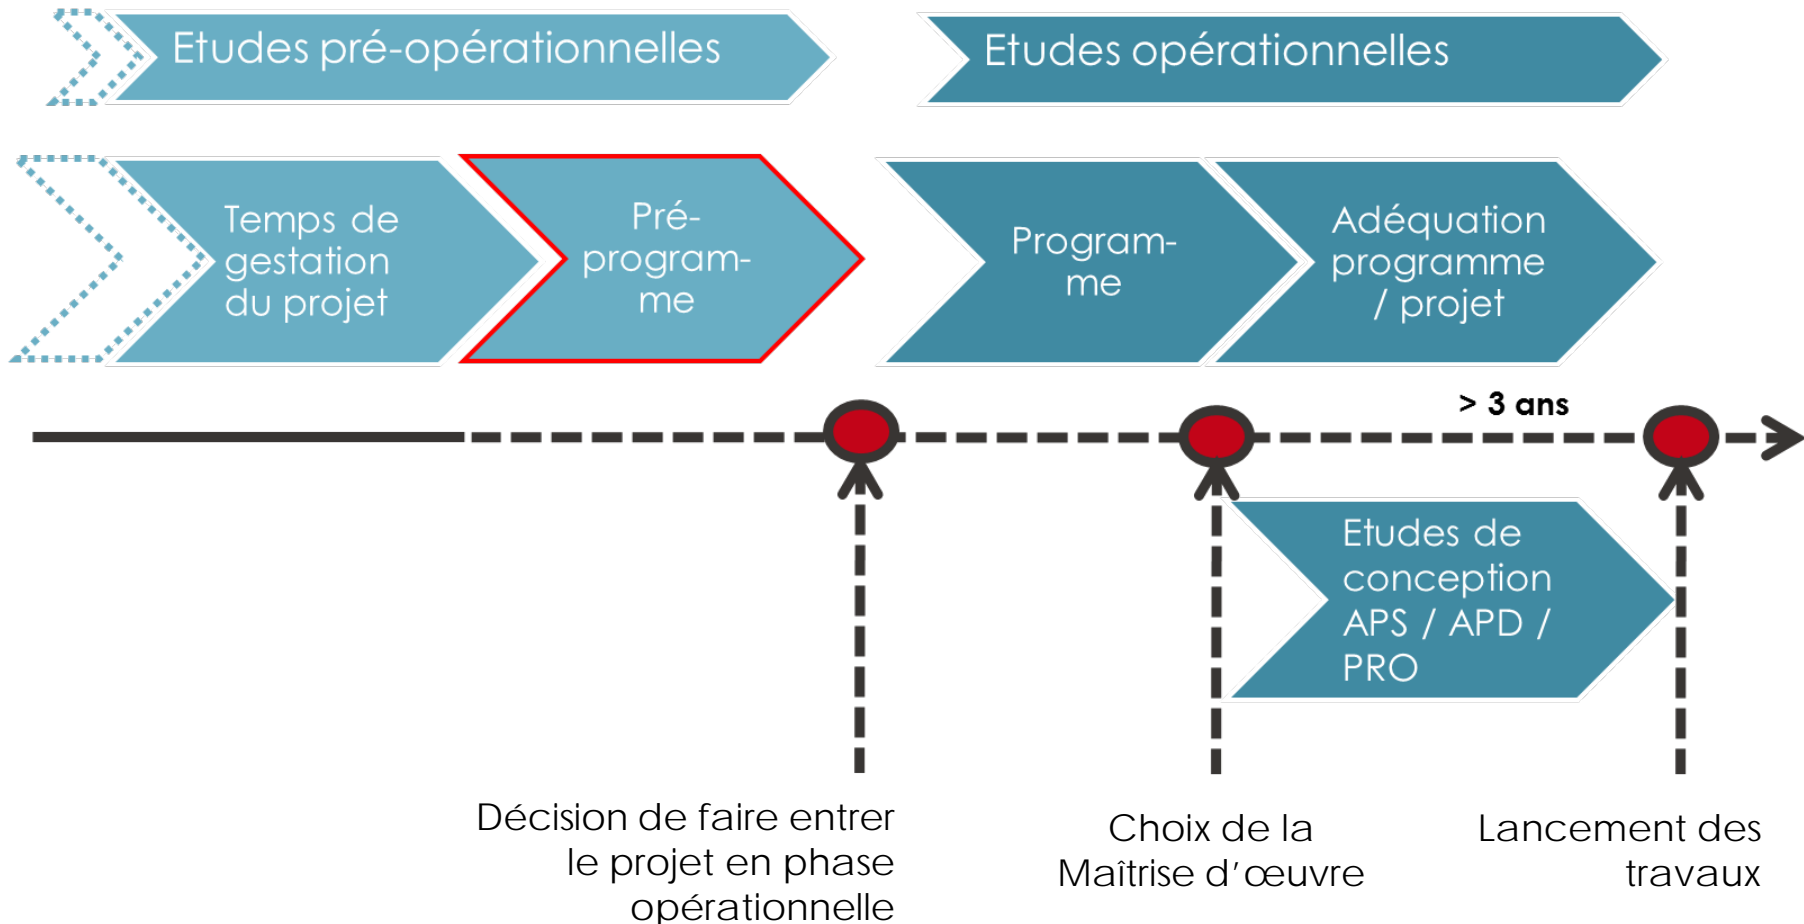 Etudes pré-opérationnelles
Etudes opérationnelles
Temps de
gestation
du projet
Pré-
program-
me
Program-
me
Adéquation
programme
/ projet
> 3 ans
Etudes de
conception
APS / APD /
PRO
Décision de faire entrer
le projet en phase
opérationnelle
Choix de la
Maîtrise d’œuvre
Lancement des
travaux